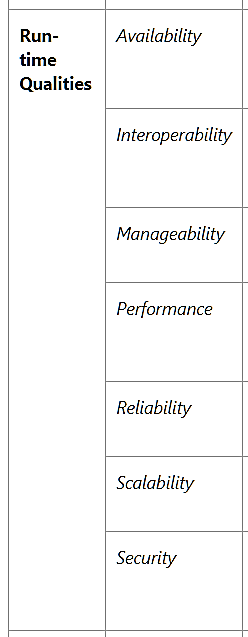 Run-
time
Qualities
Availability
Interoperability
Manageability
Performance
Reliability
Scalability
Security